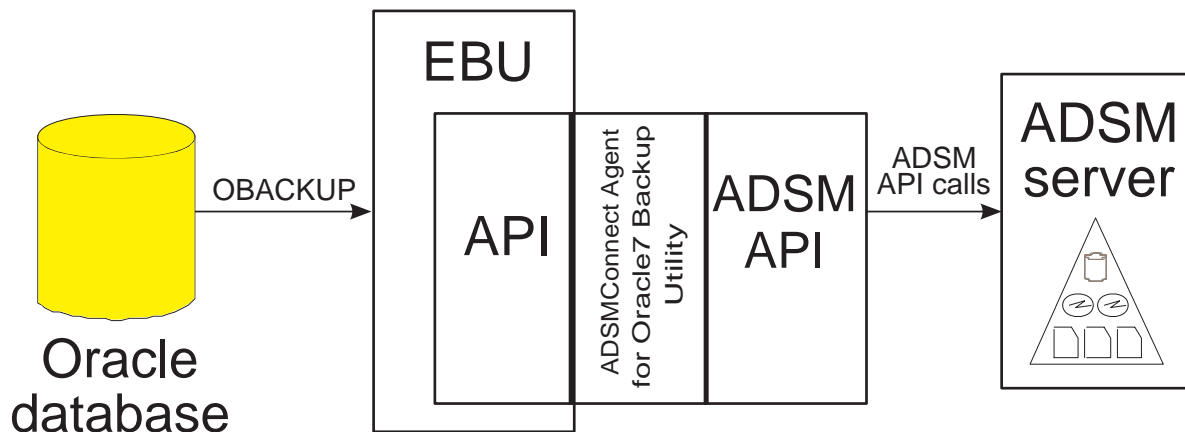 Oracle
database
OBACKUP
EBU
API
ADSMConnect Agent
for Oracle7 Backup
Utility
ADSM
API
ADSM
API calls
ADSM
server